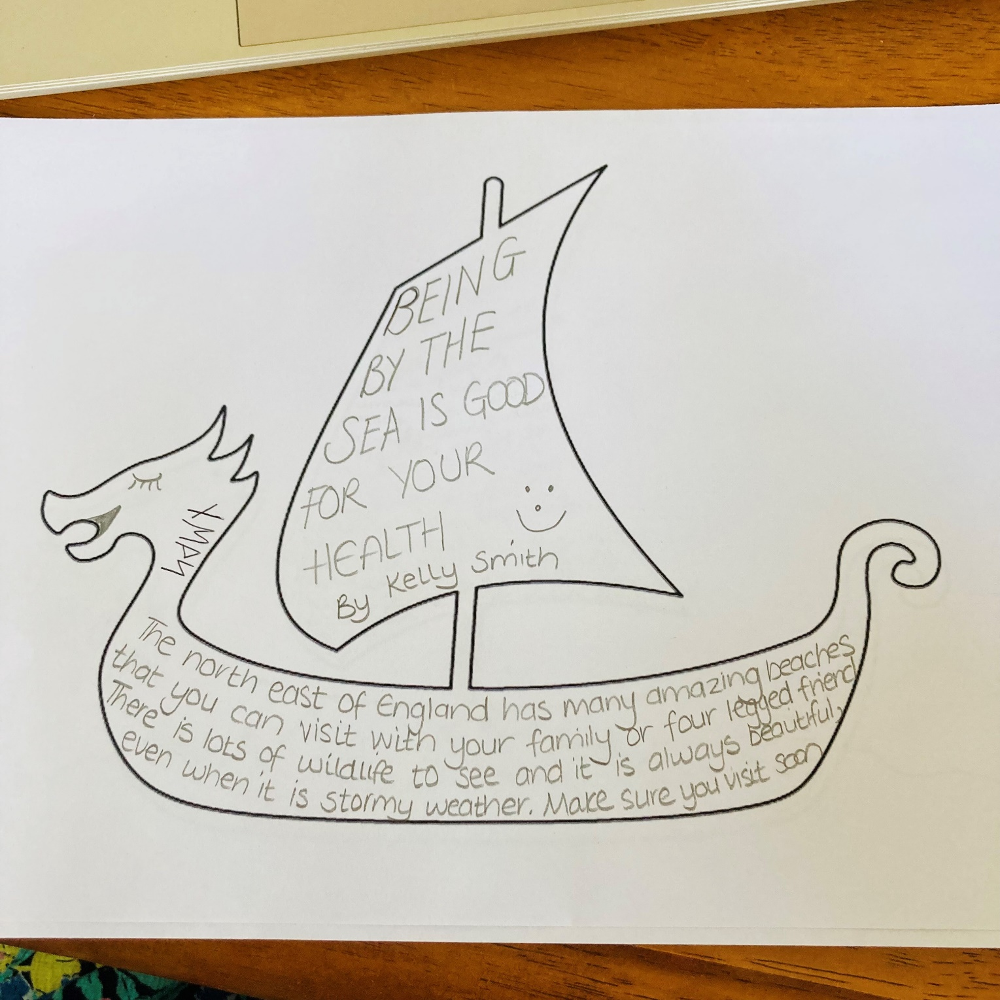 BEING
BY THE
SEA IS GOOD
FOR YOUR
HEALTH
By Kelly Smith
The north east of England has many amazing beaches
that you can visit with your family or four legged friend
There is lots of wildlife to see and it is always beautiful,
even when it is stormy weather. Make sure you visit soon